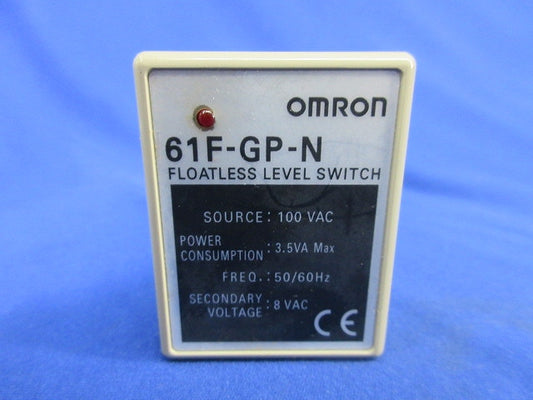 OMRON
61F-GP-N
FLOATLESS LEVEL SWITCH
SOURCE: 100 VAC
POWER
CONSUMPTION : 3.5VA Max
FREQ. : 50/60Hz
SECONDARY
VOLTAGE : 8 VAC
CE